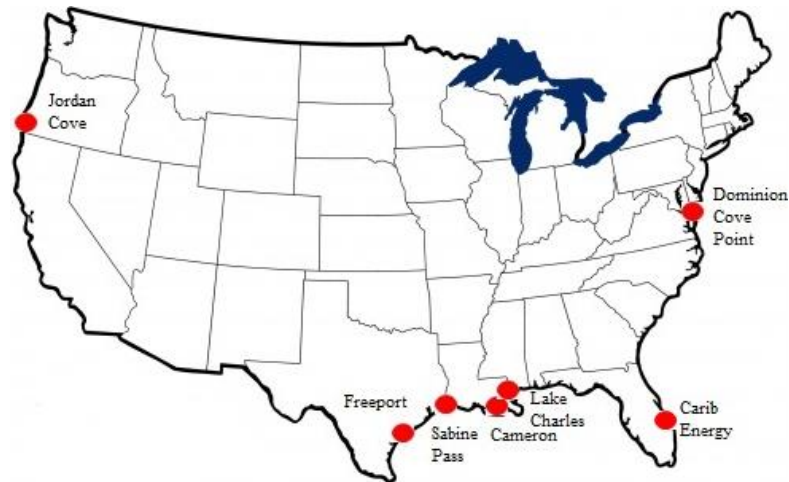 Jordan
Cove
Dominion
Cove
Point
Freeport
Sabine
Pass
Lake
Charles
Cameron
Carib
Energy